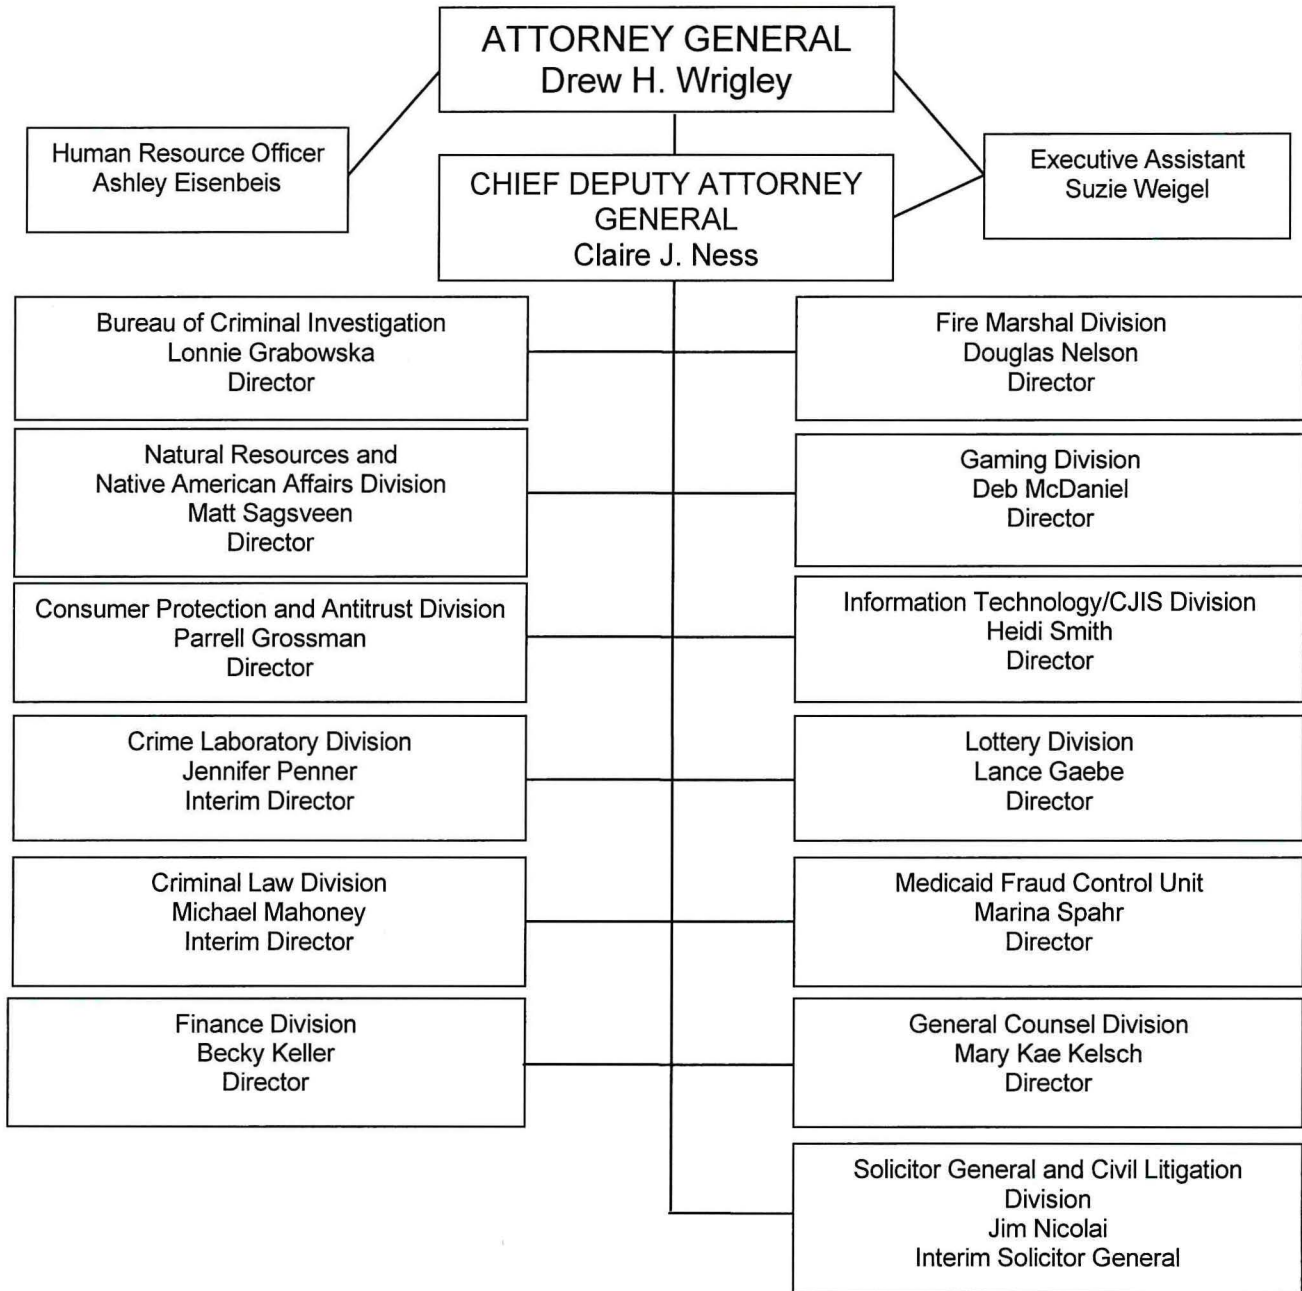 ATTORNEY GENERAL
Drew H. Wrigley
Human Resource Officer
Ashley Eisenbeis
Executive Assistant
Suzie Weigel
CHIEF DEPUTY ATTORNEY
GENERAL
Claire J. Ness
Bureau of Criminal Investigation
Lonnie Grabowska
Director
Fire Marshal Division
Douglas Nelson
Director
Natural Resources and
Native American Affairs Division
Matt Sagsveen
Director
Gaming Division
Deb McDaniel
Director
Consumer Protection and Antitrust Division
Parrell Grossman
Director
Information Technology/CJIS Division
Heidi Smith
Director
Crime Laboratory Division
Jennifer Penner
Interim Director
Lottery Division
Lance Gaebe
Director
Criminal Law Division
Michael Mahoney
Interim Director
Medicaid Fraud Control Unit
Marina Spahr
Director
Finance Division
Becky Keller
Director
General Counsel Division
Mary Kae Kelsch
Director
Solicitor General and Civil Litigation
Division
Jim Nicolai
Interim Solicitor General